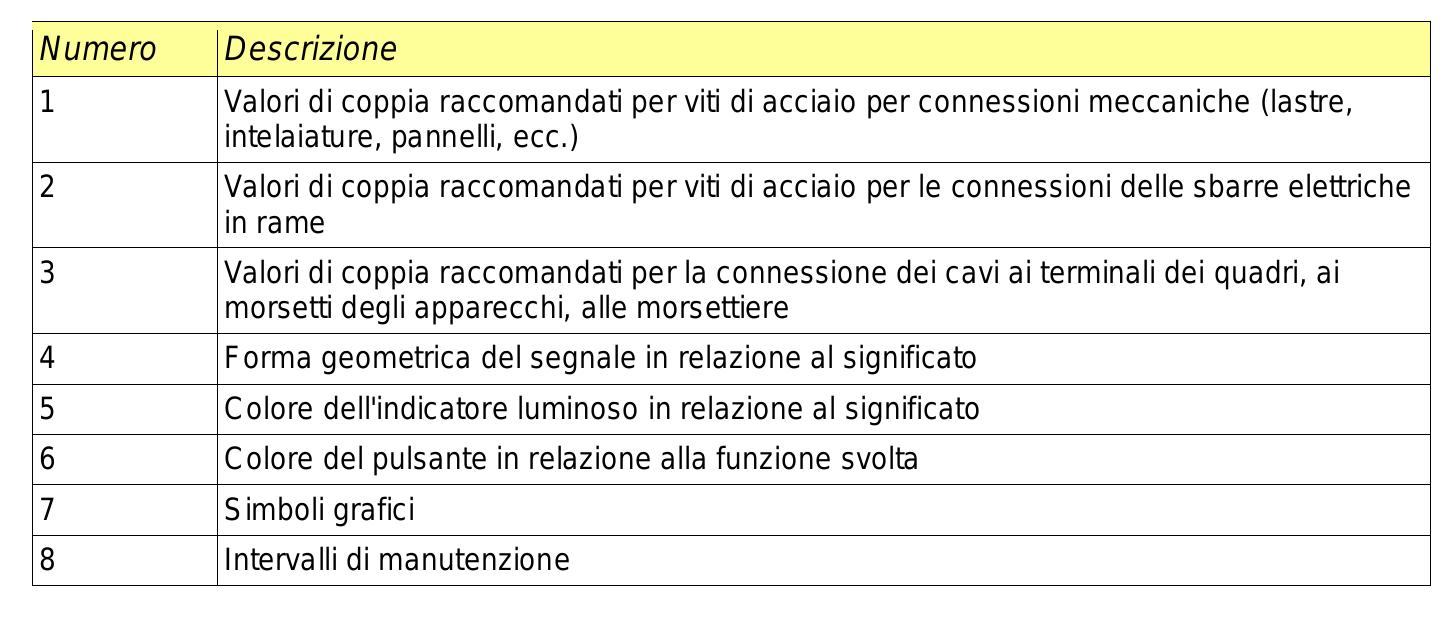 Numero Descrizione
1 Valori di coppia raccomandati per viti di acciaio per connessioni meccaniche (lastre,
intelaiature, pannelli, ecc.)
2 Valori di coppia raccomandati per viti di acciaio per le connessioni delle sbarre elettriche
in rame
3 Valori di coppia raccomandati per la connessione dei cavi ai terminali dei quadri, ai
morsetti degli apparecchi, alle morsettiere
4 Forma geometrica del segnale in relazione al significato
5 Colore dell'indicatore luminoso in relazione al significato
6 Colore del pulsante in relazione alla funzione svolta
7 Simboli grafici
8 Intervalli di manutenzione